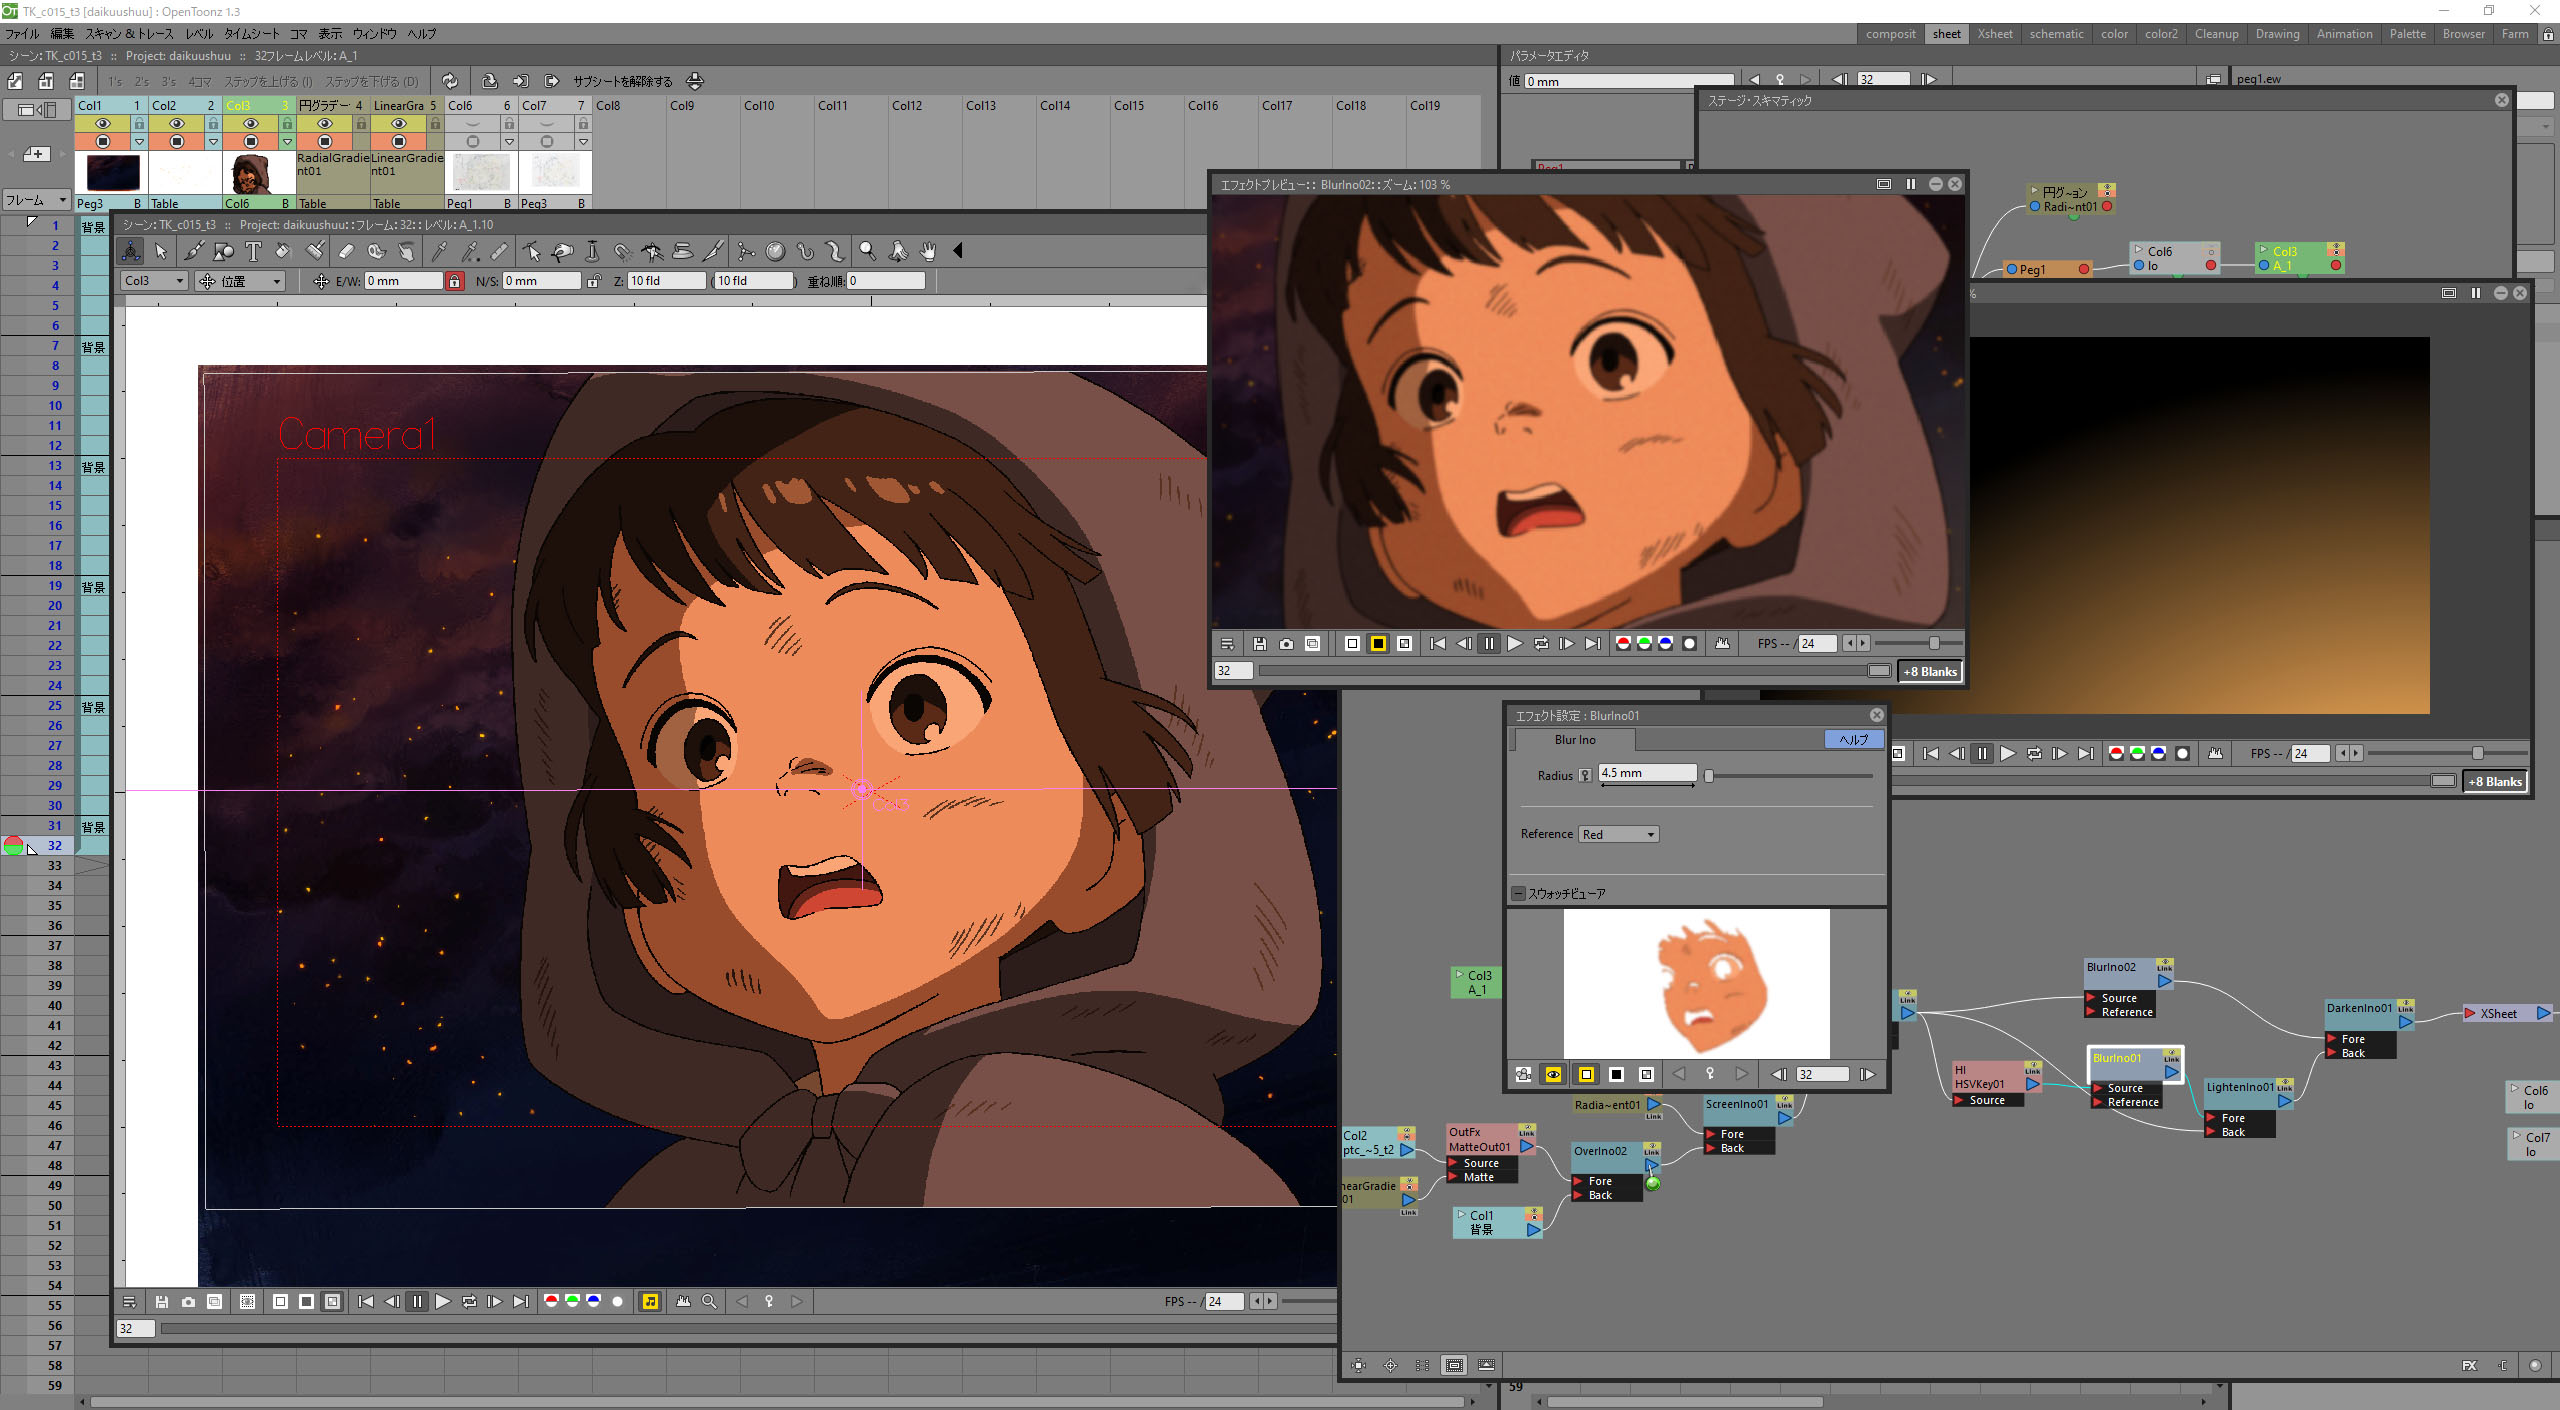 TK_c015_t3 [daikuushuu] : OpenToonz 1.3
ファイル 編集 スキャン & トレース レベル タイムシート コマ 表示 ウィンドウ ヘルプ
composit sheet Xsheet schematic color color2 Cleanup Drawing Animation Palette Browser Farm
シーン: TK_c015_t3 :: Project: daikuushuu :: 32フレームレベル: A_1
パラメータエディタ
1's 2's 3's 4コマ ステップを上げる (I) ステップを下げる (D) サブシートを解除する
値 0 mm 32 peg1.ew
Col1 1 Col2 2 Col3 3 円グラデー 4 LinearGra 5 Col6 6 Col7 7 Col8 Col9 Col10 Col11 Col12 Col13 Col14 Col15 Col16 Col17 Col18 Col19
RadialGradie
nt01
LinearGradie
nt01
フレーム Peg3 B Table Col6 B Table Table Peg1 B Peg3 B
ステージ・スキマティック
Peg1
円グ~ョン
Radi~nt01
Peg1
Col6
lo
Col3
A_1
エフェクトプレビュー:: BlurIno02::ズーム: 103 %
シーン: TK_c015_t3 :: Project: daikuushuu::フレーム: 32:: レベル: A_1.10
Col3 位置 E/W: 0 mm N/S: 0 mm Z: 10 fld ( 10 fld ) 重ね順: 0
1 背景
2
3
4
5
6
7 背景
8
9
10
11
12
13 背景
14
15
16
17
18
19 背景
20
21
22
23
24
25 背景
26
27
28
29
30
31 背景
32
33
34
35
36
37
38
39
40
41
42
43
44
45
46
47
48
49
50
51
52
53
54
55
56
57
58
59
Camera1
Col3
FPS -- / 24
32 +8 Blanks
%
FPS -- / 24
+8 Blanks
エフェクト設定 : BlurIno01
Blur Ino ヘルプ
Radius 4.5 mm
Reference Red
スウォッチビューア
32
Col3
A_1
Link
BlurIno02 Link
Source
Reference
DarkenIno01 Link
Fore
Back
XSheet
BlurIno01 Link
Source
Reference
HI
HSVKey01 Link
Source
LightenIno01 Link
Fore
Back
Col6
lo
Col7
lo
Radia~ent01
Link
ScreenIno01 Link
Fore
Back
Col2
ptc_~5_t2
OutFx
MatteOut01 Link
Source
Matte
OverIno02 Link
Fore
Back
nearGradie
01
Link
Col1
背景
FPS -- / 24
32
FX
59